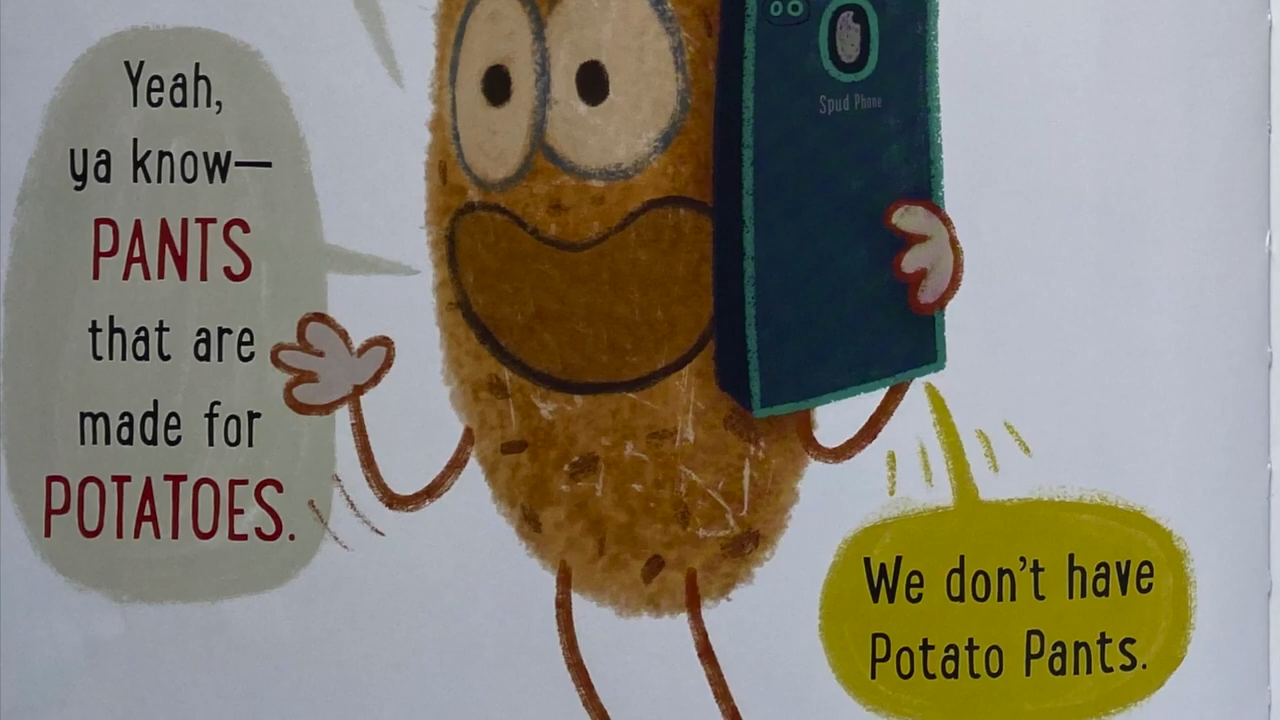 Yeah,
ya know—
PANTS
that are
made for
POTATOES.
Spud Phone
We don't have
Potato Pants.